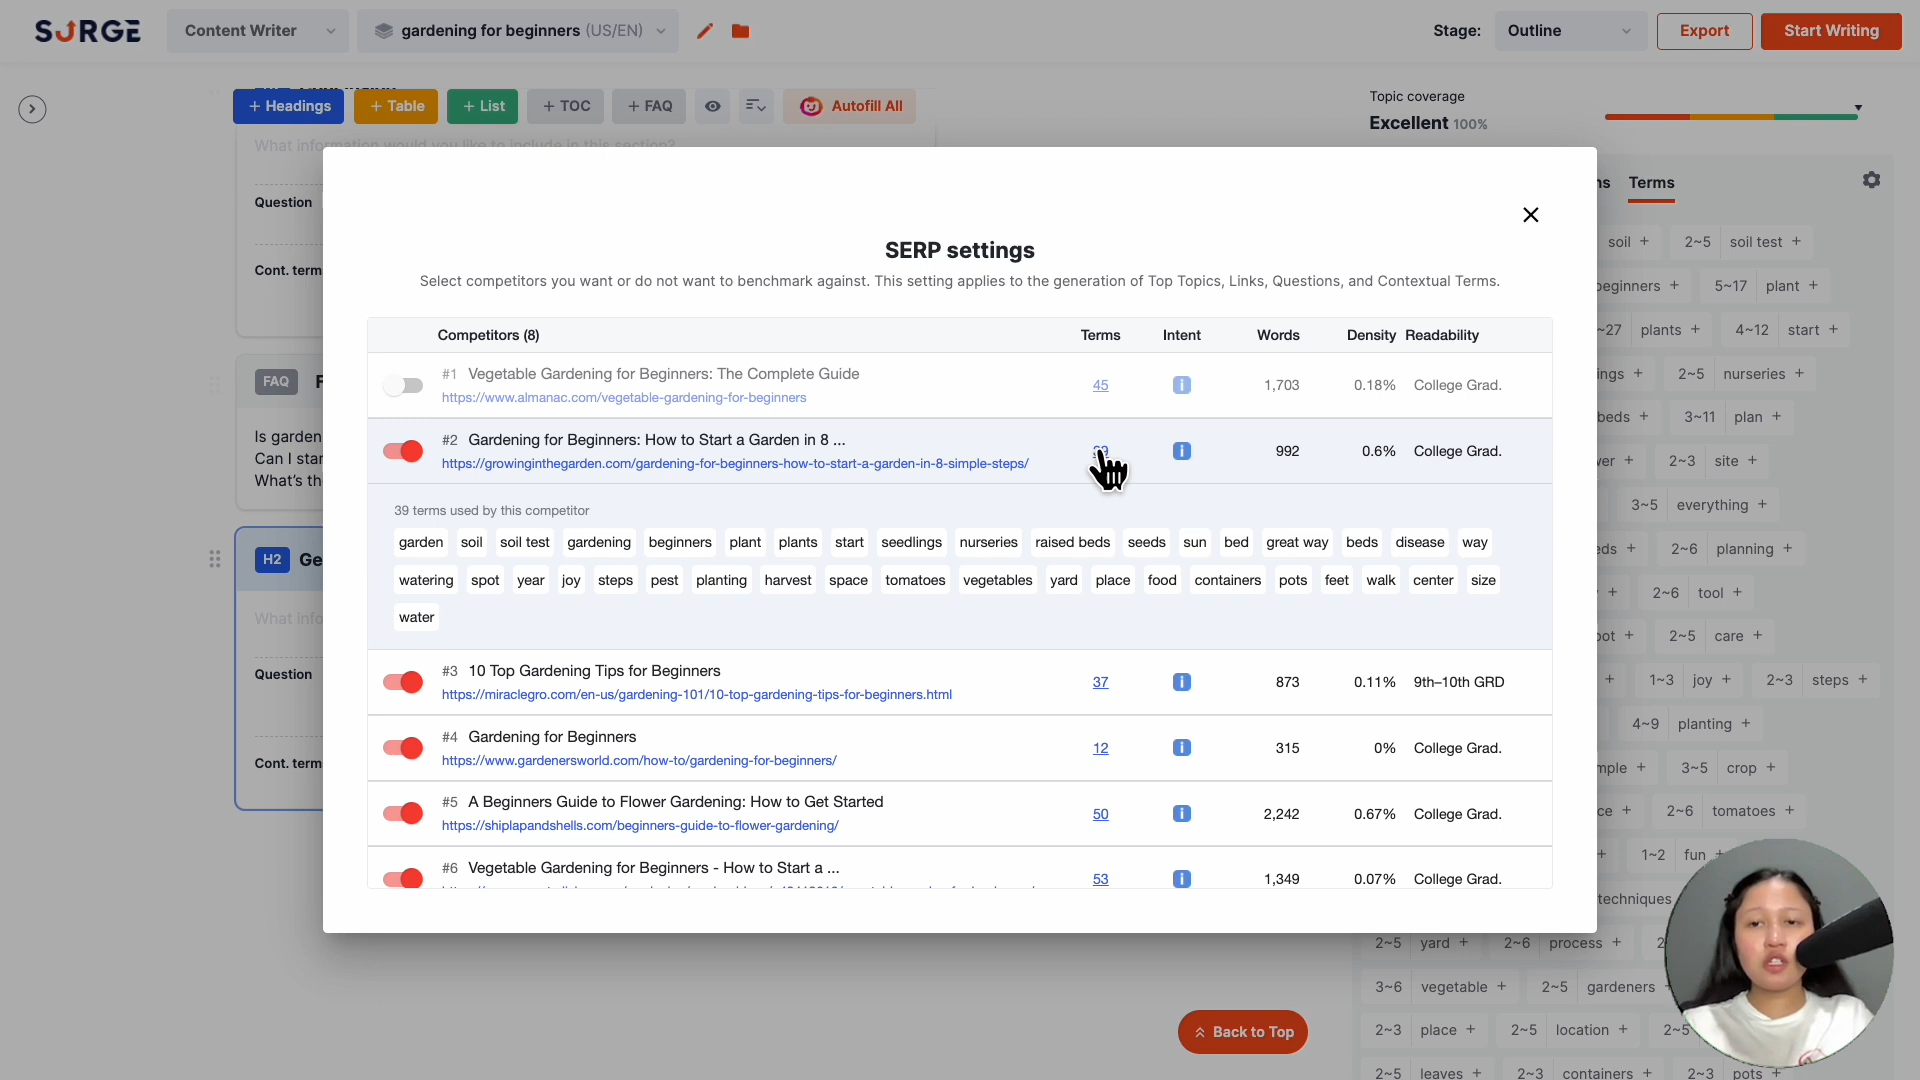 SURGE
Content Writer
gardening for beginners (US/EN)
Stage:
Outline
Export
Start Writing
+ Headings
+ Table
+ List
+ TOC
+ FAQ
Autofill All
Topic coverage
Excellent 100%
What information would you like to include in this section?
Question
Cont. term
Terms
SERP settings
Select competitors you want or do not want to benchmark against. This setting applies to the generation of Top Topics, Links, Questions, and Contextual Terms.
Competitors (8) Terms Intent Words Density Readability
#1 Vegetable Gardening for Beginners: The Complete Guide
https://www.almanac.com/vegetable-gardening-for-beginners
45 i 1,703 0.18% College Grad.
#2 Gardening for Beginners: How to Start a Garden in 8 ...
https://growinginthegarden.com/gardening-for-beginners-how-to-start-a-garden-in-8-simple-steps/
i 992 0.6% College Grad.
39 terms used by this competitor
garden soil soil test gardening beginners plant plants start seedlings nurseries raised beds seeds sun bed great way beds disease way
watering spot year joy steps pest planting harvest space tomatoes vegetables yard place food containers pots feet walk center size
water
#3 10 Top Gardening Tips for Beginners
https://miraclegro.com/en-us/gardening-101/10-top-gardening-tips-for-beginners.html
37 i 873 0.11% 9th–10th GRD
#4 Gardening for Beginners
https://www.gardenersworld.com/how-to/gardening-for-beginners/
12 i 315 0% College Grad.
#5 A Beginners Guide to Flower Gardening: How to Get Started
https://shiplapandshells.com/beginners-guide-to-flower-gardening/
50 i 2,242 0.67% College Grad.
#6 Vegetable Gardening for Beginners - How to Start a ...
53 i 1,349 0.07% College Grad.
FAQ F
Is garden
Can I star
What's th
H2 Ge
What info
Question
Cont. term
soil + 2~5 soil test +
beginners + 5~17 plant +
~27 plants + 4~12 start +
ings + 2~5 nurseries +
beds + 3~11 plan +
er + 2~3 site +
3~5 everything +
eds + 2~6 planning +
+ 2~6 tool +
ot + 2~5 care +
+ 1~3 joy + 2~3 steps +
4~9 planting +
mple + 3~5 crop +
ce + 2~6 tomatoes +
+ 1~2 fun +
techniques
2~5 yard + 2~6 process +
3~6 vegetable + 2~5 gardeners
2~3 place + 2~5 location + 2~5
2~5 leaves + 2~3 containers + 2~3 pots +
Back to Top